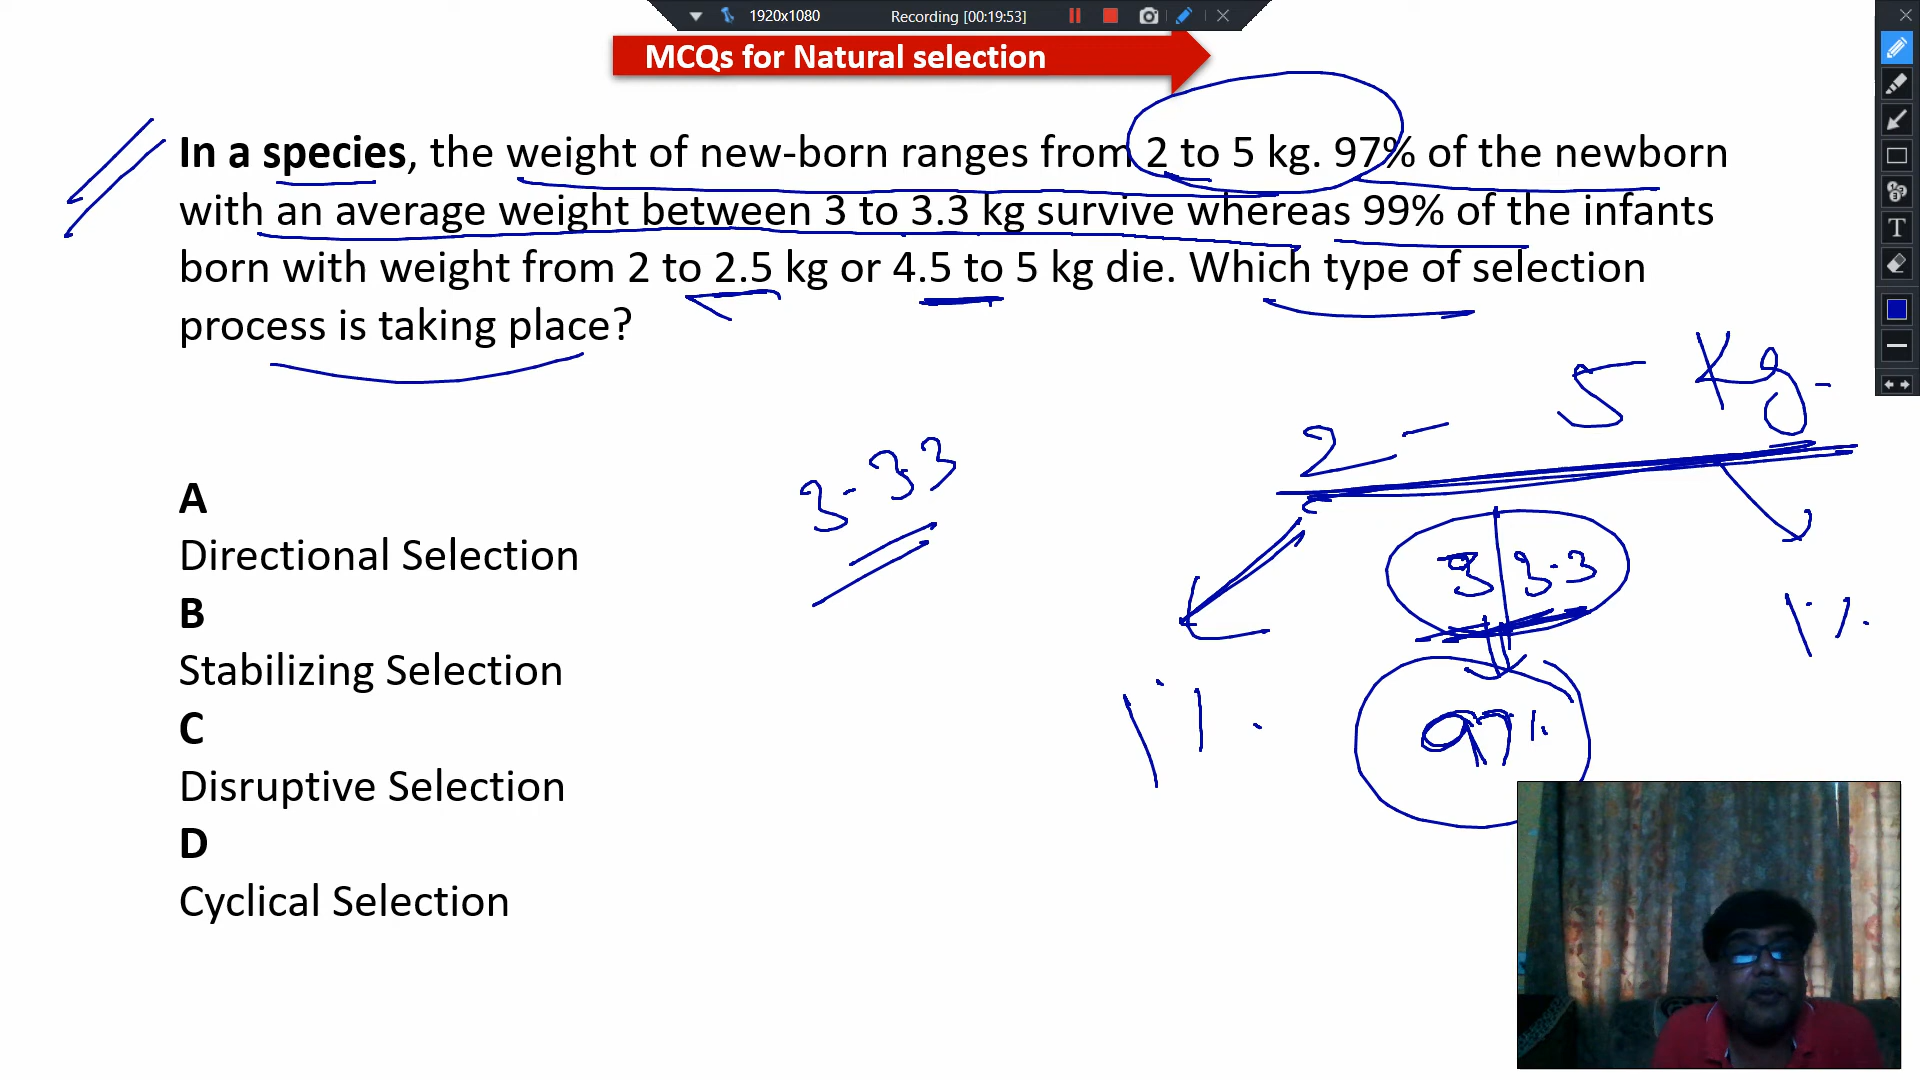 1920x1080 Recording [00:19:53]
MCQs for Natural selection
In a species, the weight of new-born ranges from 2 to 5 kg. 97% of the newborn
with an average weight between 3 to 3.3 kg survive whereas 99% of the infants
born with weight from 2 to 2.5 kg or 4.5 to 5 kg die. Which type of selection
process is taking place?
2 - 5 Kg-
3-33
A
Directional Selection
3 3.3
B
1%.
Stabilizing Selection
1%.
C
97%
Disruptive Selection
D
Cyclical Selection
T